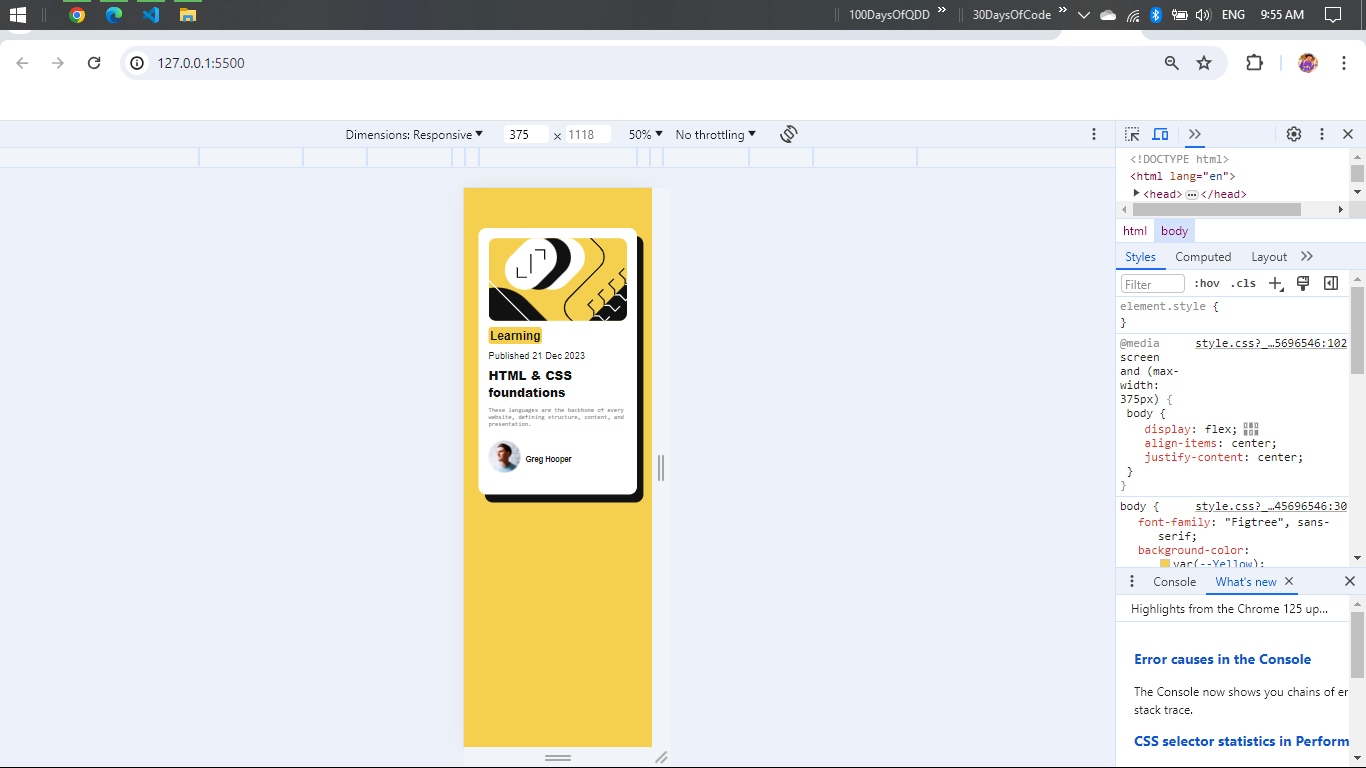 100DaysOfQDD
30DaysOfCode
ENG
9:55 AM
127.0.0.1:5500
Dimensions: Responsive
375
×
1118
50%
No throttling
<!DOCTYPE html>
<html lang="en">
<head> ⋯ </head>
html
body
Styles
Computed
Layout
Filter
:hov
.cls
element.style {
}
@media style.css?_…5696546:102
screen
and (max-
width:
375px) {
body {
display: flex;
align-items: center;
justify-content: center;
}
}
body { style.css?_…45696546:30
font-family: "Figtree", sans-
serif;
background-color:
var(--Yellow);
Console
What's new
Highlights from the Chrome 125 up...
Error causes in the Console
The Console now shows you chains of er
stack trace.
CSS selector statistics in Perform
Learning
Published 21 Dec 2023
HTML & CSS
foundations
These languages are the backbone of every
website, defining structure, content, and
presentation.
Greg Hooper